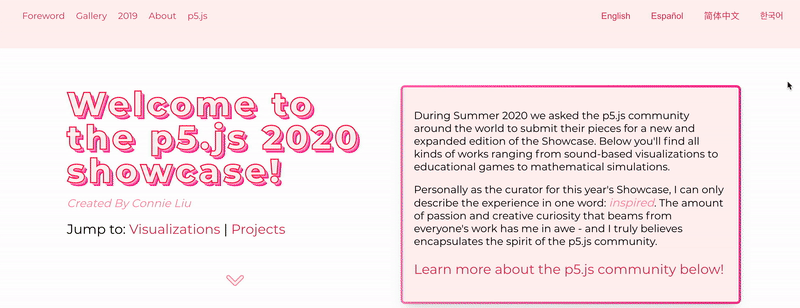 Foreword Gallery 2019 About p5.js
English Español 简体中文 한국어
Welcome to
the p5.js 2020
showcase!
Created By Connie Liu
Jump to: Visualizations | Projects
During Summer 2020 we asked the p5.js community
around the world to submit their pieces for a new and
expanded edition of the Showcase. Below you'll find all
kinds of works ranging from sound-based visualizations to
educational games to mathematical simulations.
Personally as the curator for this year's Showcase, I can only
describe the experience in one word: inspired. The amount
of passion and creative curiosity that beams from
everyone's work has me in awe - and I truly believes
encapsulates the spirit of the p5.js community.
Learn more about the p5.js community below!